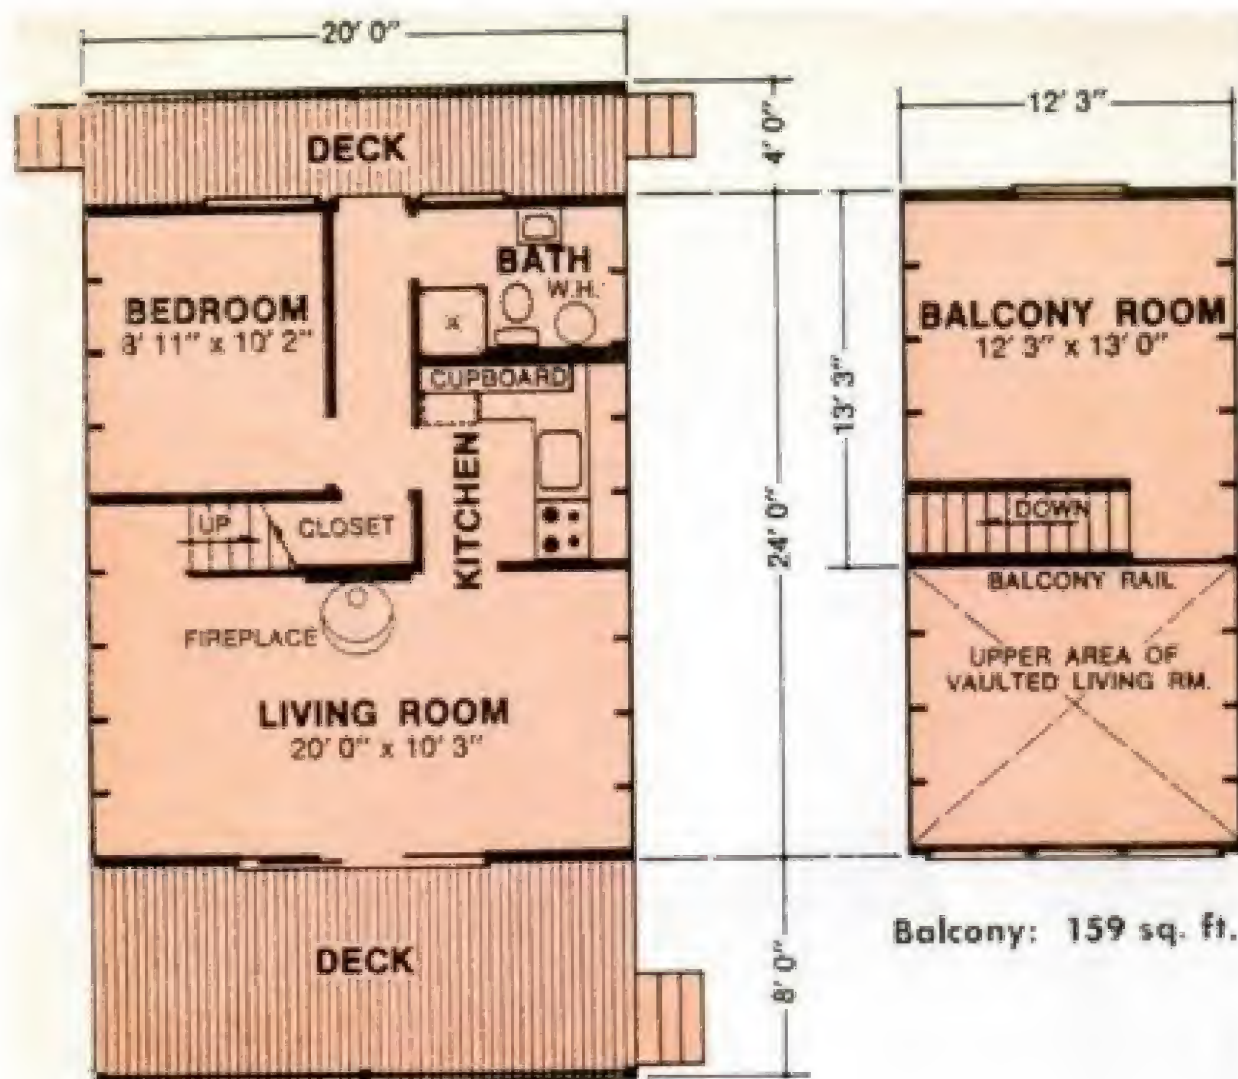 20' 0"
4' 0"
12' 3"
DECK
BEDROOM
8' 11" x 10' 2"
BATH
W.H.
X
CUPBOARD
KITCHEN
UP
CLOSET
FIREPLACE
LIVING ROOM
20' 0" x 10' 3"
DECK
24' 0"
8' 0"
13' 3"
BALCONY ROOM
12' 3" x 13' 0"
DOWN
BALCONY RAIL
UPPER AREA OF
VAULTED LIVING RM.
Balcony: 159 sq. ft.